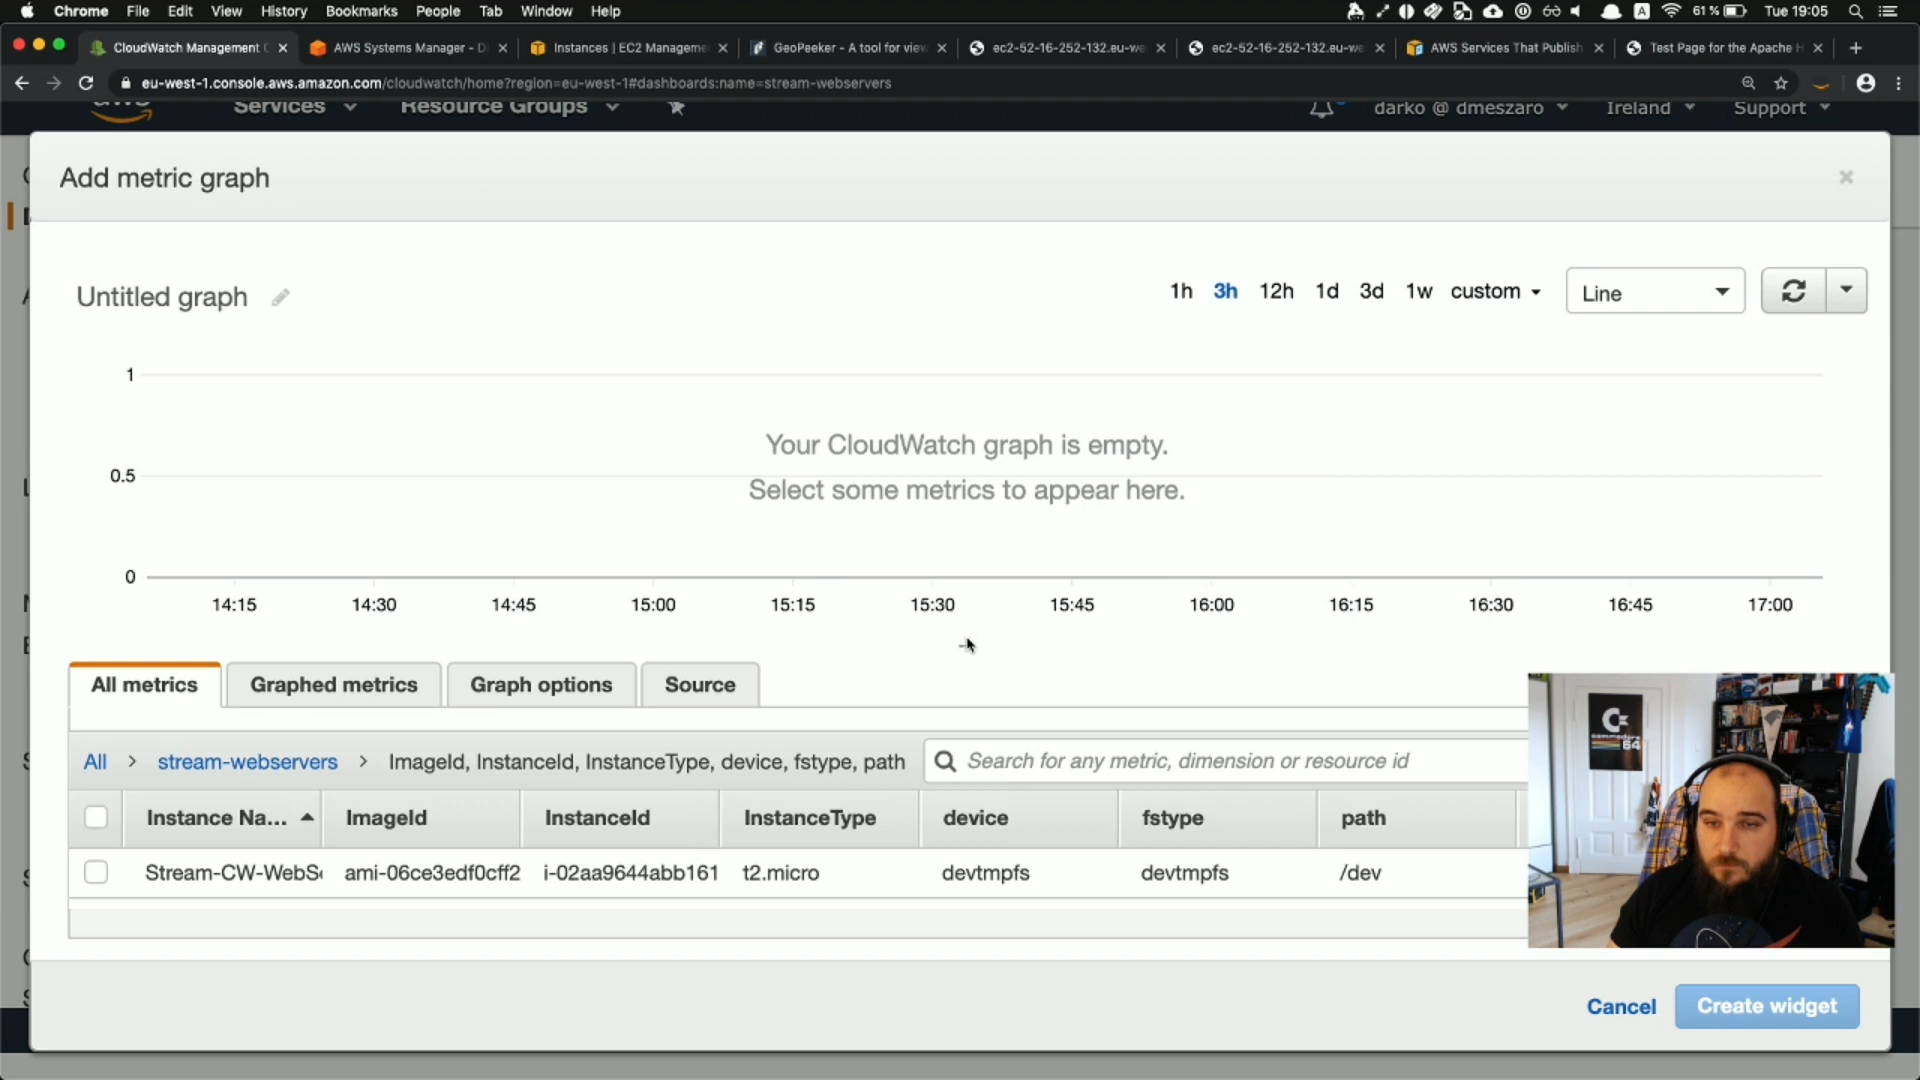 Chrome File Edit View History Bookmarks People Tab Window Help 61% Tue 19:05
CloudWatch Management C AWS Systems Manager - D Instances | EC2 Manageme GeoPeeker - A tool for view ec2-52-16-252-132.eu-we ec2-52-16-252-132.eu-we AWS Services That Publish Test Page for the Apache H
eu-west-1.console.aws.amazon.com/cloudwatch/home?region=eu-west-1#dashboards:name=stream-webservers
aws Services Resource Groups darko @ dmeszaro Ireland Support
Add metric graph
Untitled graph
1h 3h 12h 1d 3d 1w custom Line
1
Your CloudWatch graph is empty.
0.5
Select some metrics to appear here.
0
14:15 14:30 14:45 15:00 15:15 15:30 15:45 16:00 16:15 16:30 16:45 17:00
All metrics Graphed metrics Graph options Source
All > stream-webservers > ImageId, InstanceId, InstanceType, device, fstype, path Search for any metric, dimension or resource id
Instance Na... ImageId InstanceId InstanceType device fstype path
Stream-CW-WebSe ami-06ce3edf0cff2 i-02aa9644abb161 t2.micro devtmpfs devtmpfs /dev
commodore
64
Cancel Create widget